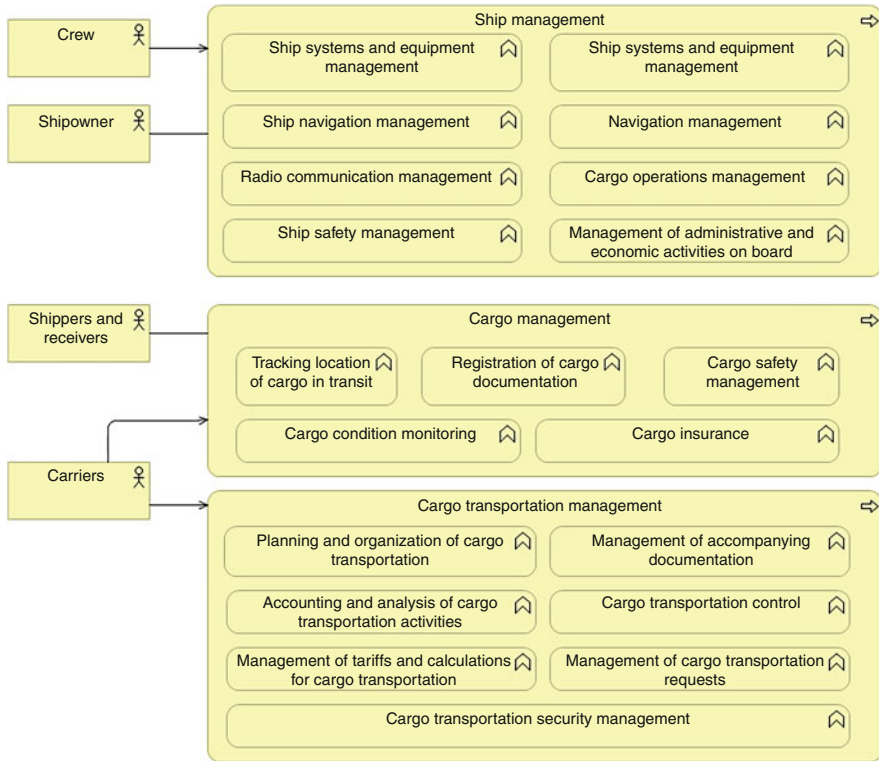 Crew
Ship management
Ship systems and equipment
management
Ship systems and equipment
management
Shipowner
Ship navigation management
Navigation management
Radio communication management
Cargo operations management
Ship safety management
Management of administrative and
economic activities on board
Shippers and
receivers
Cargo management
Tracking location
of cargo in transit
Registration of cargo
documentation
Cargo safety
management
Cargo condition monitoring
Cargo insurance
Carriers
Cargo transportation management
Planning and organization of cargo
transportation
Management of accompanying
documentation
Accounting and analysis of cargo
transportation activities
Cargo transportation control
Management of tariffs and calculations
for cargo transportation
Management of cargo transportation
requests
Cargo transportation security management